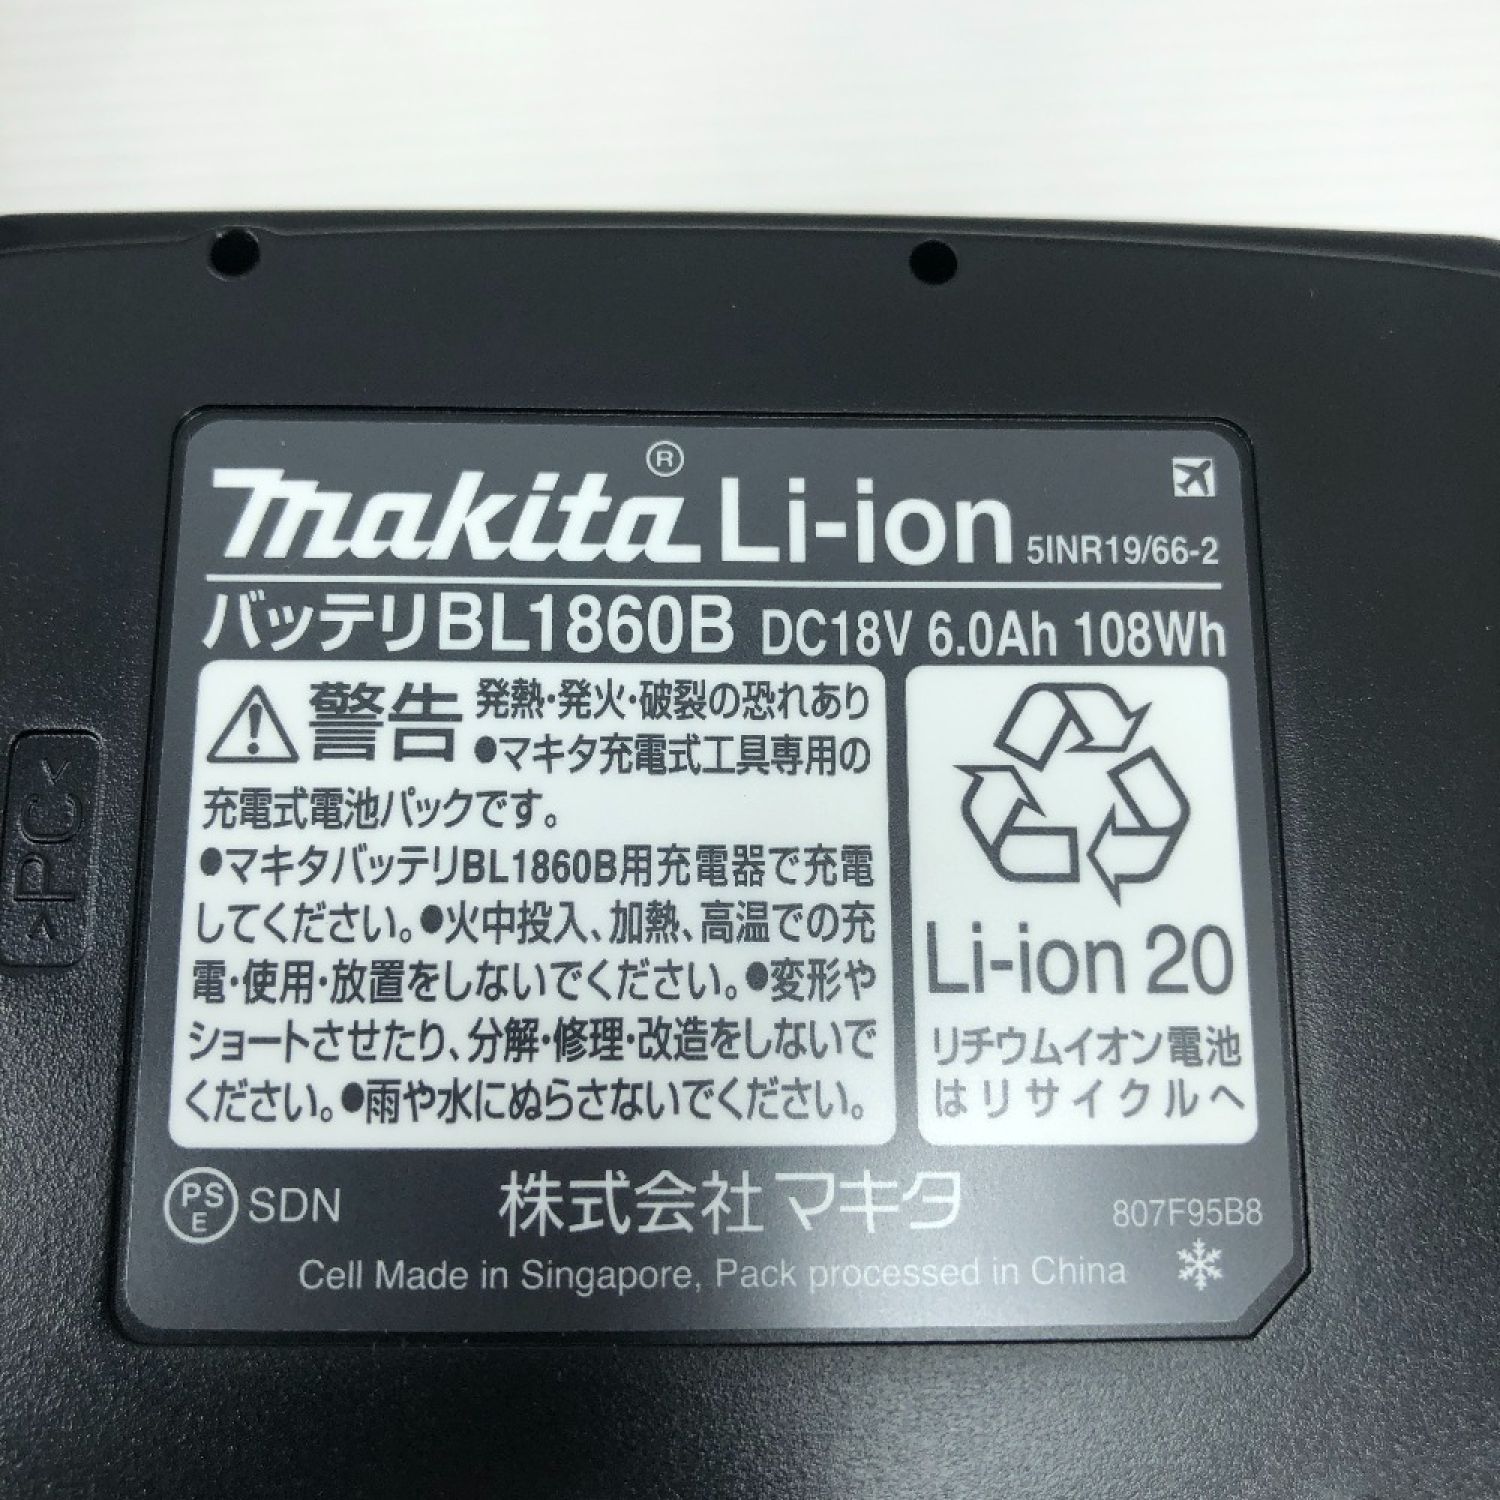 makita® Li-ion 5INR19/66-2
バッテリBL1860B DC18V 6.0Ah 108Wh
警告 発熱・発火・破裂の恐れあり
●マキタ充電式工具専用の
充電式電池パックです。
●マキタバッテリBL1860B用充電器で充電
してください。●火中投入、加熱、高温での充
電・使用・放置をしないでください。●変形や
ショートさせたり、分解・修理・改造をしないで
ください。●雨や水にぬらさないでください。
Li-ion 20
リチウムイオン電池
はリサイクルへ
PS
E
SDN
株式会社マキタ
807F95B8
Cell Made in Singapore, Pack processed in China
>PC<